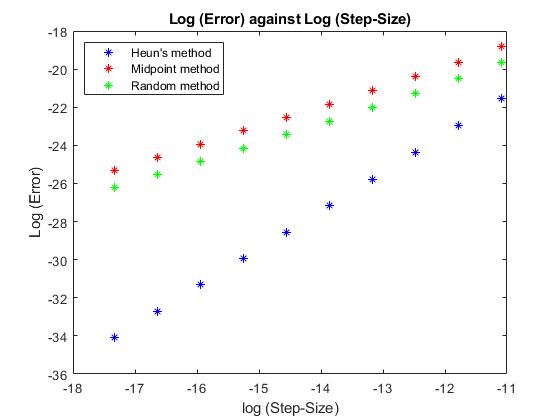 Log (Error) against Log (Step-Size)
Heun's method
Midpoint method
Random method
-18
-20
-22
-24
-26
-28
-30
-32
-34
-36
Log (Error)
-18 -17 -16 -15 -14 -13 -12 -11
log (Step-Size)